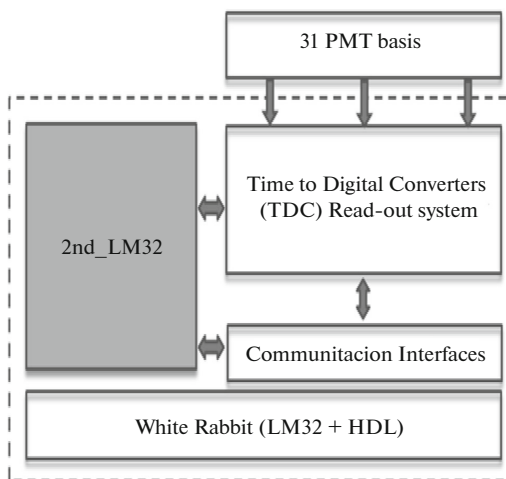 31 PMT basis
Time to Digital Converters
(TDC) Read-out system
2nd_LM32
Communitacion Interfaces
White Rabbit (LM32 + HDL)